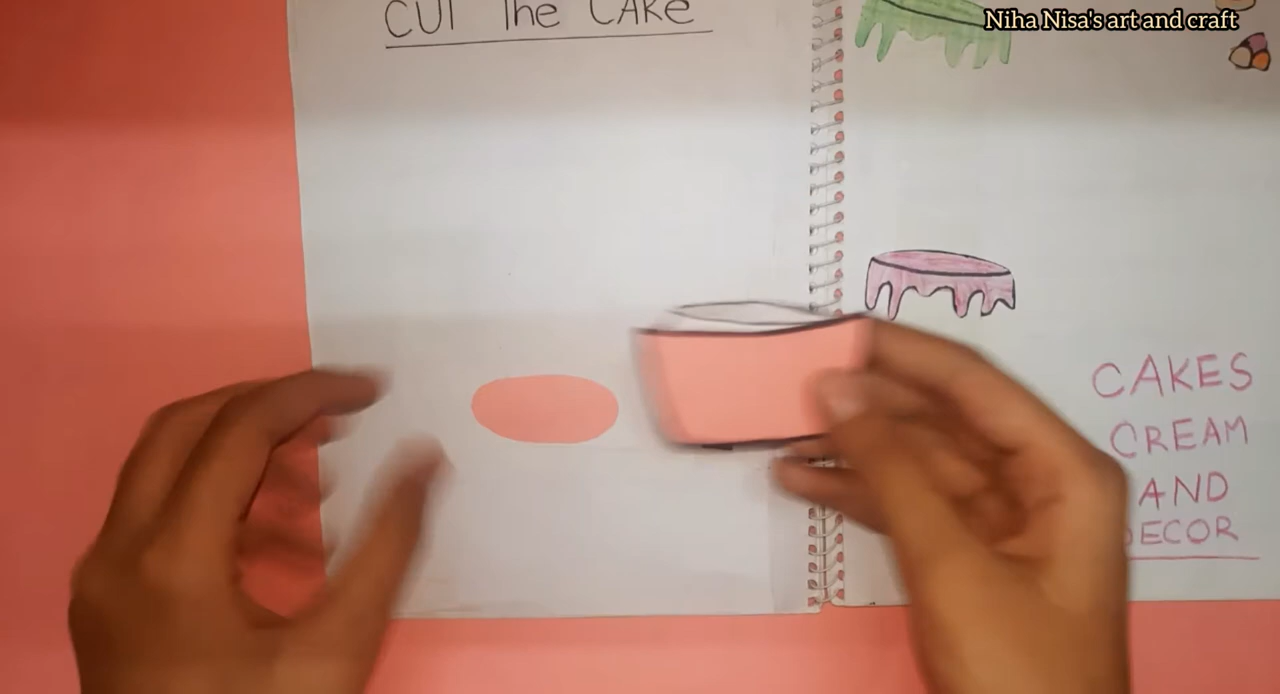 CUT The CAKe
Niha Nisa's art and craft
CAKES
CREAM
AND
DECOR